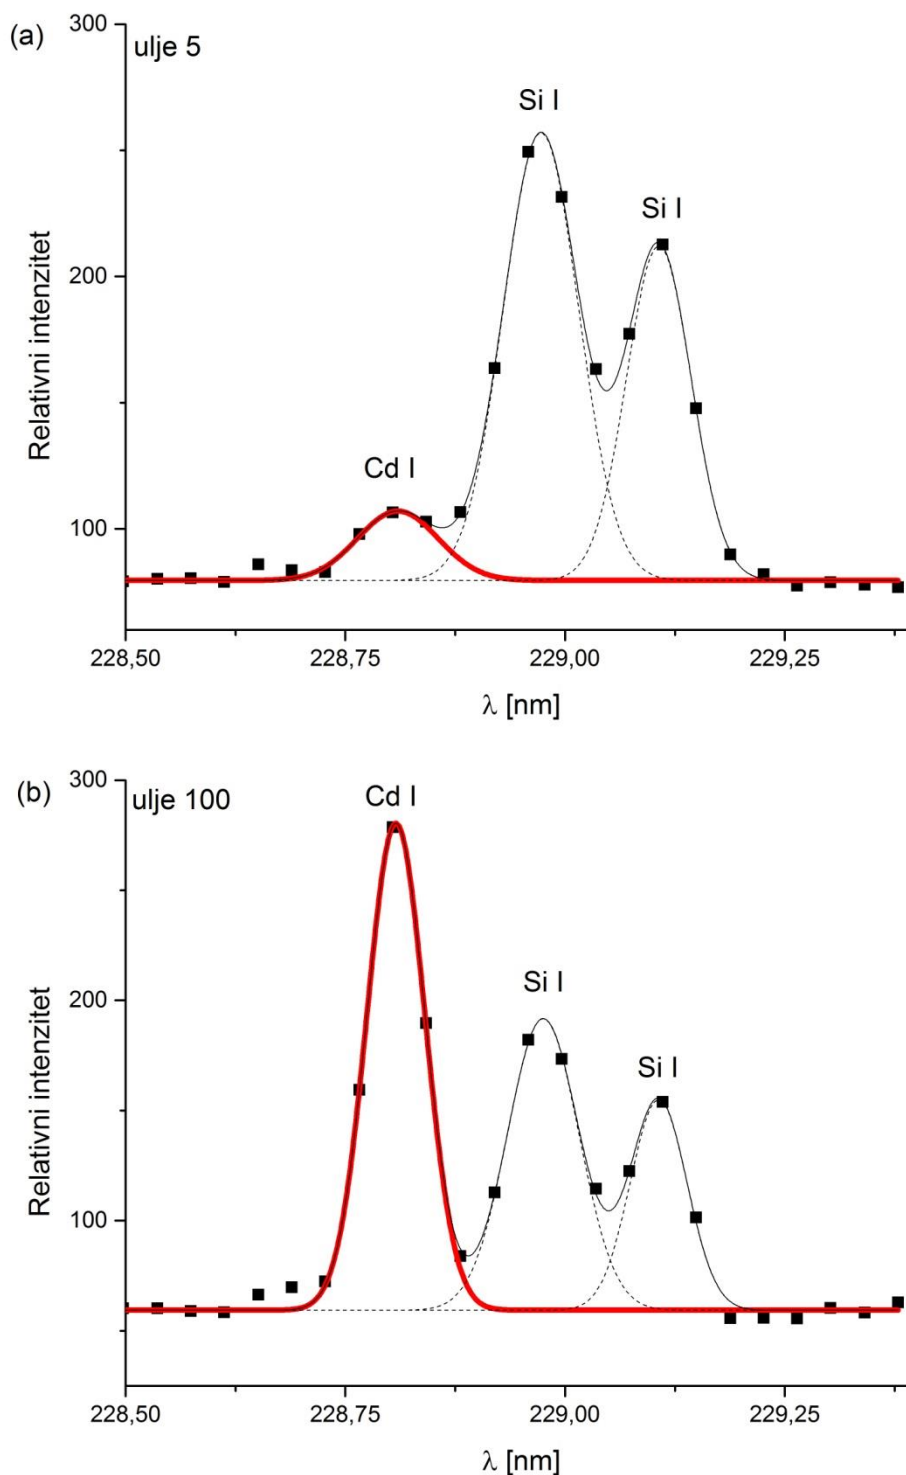 (a)
ulje 5
300
200
100
Relativni intenzitet
Si I
Si I
Cd I
228,50
228,75
229,00
229,25
λ [nm]
(b)
ulje 100
300
200
100
Relativni intenzitet
Cd I
Si I
Si I
228,50
228,75
229,00
229,25
λ [nm]